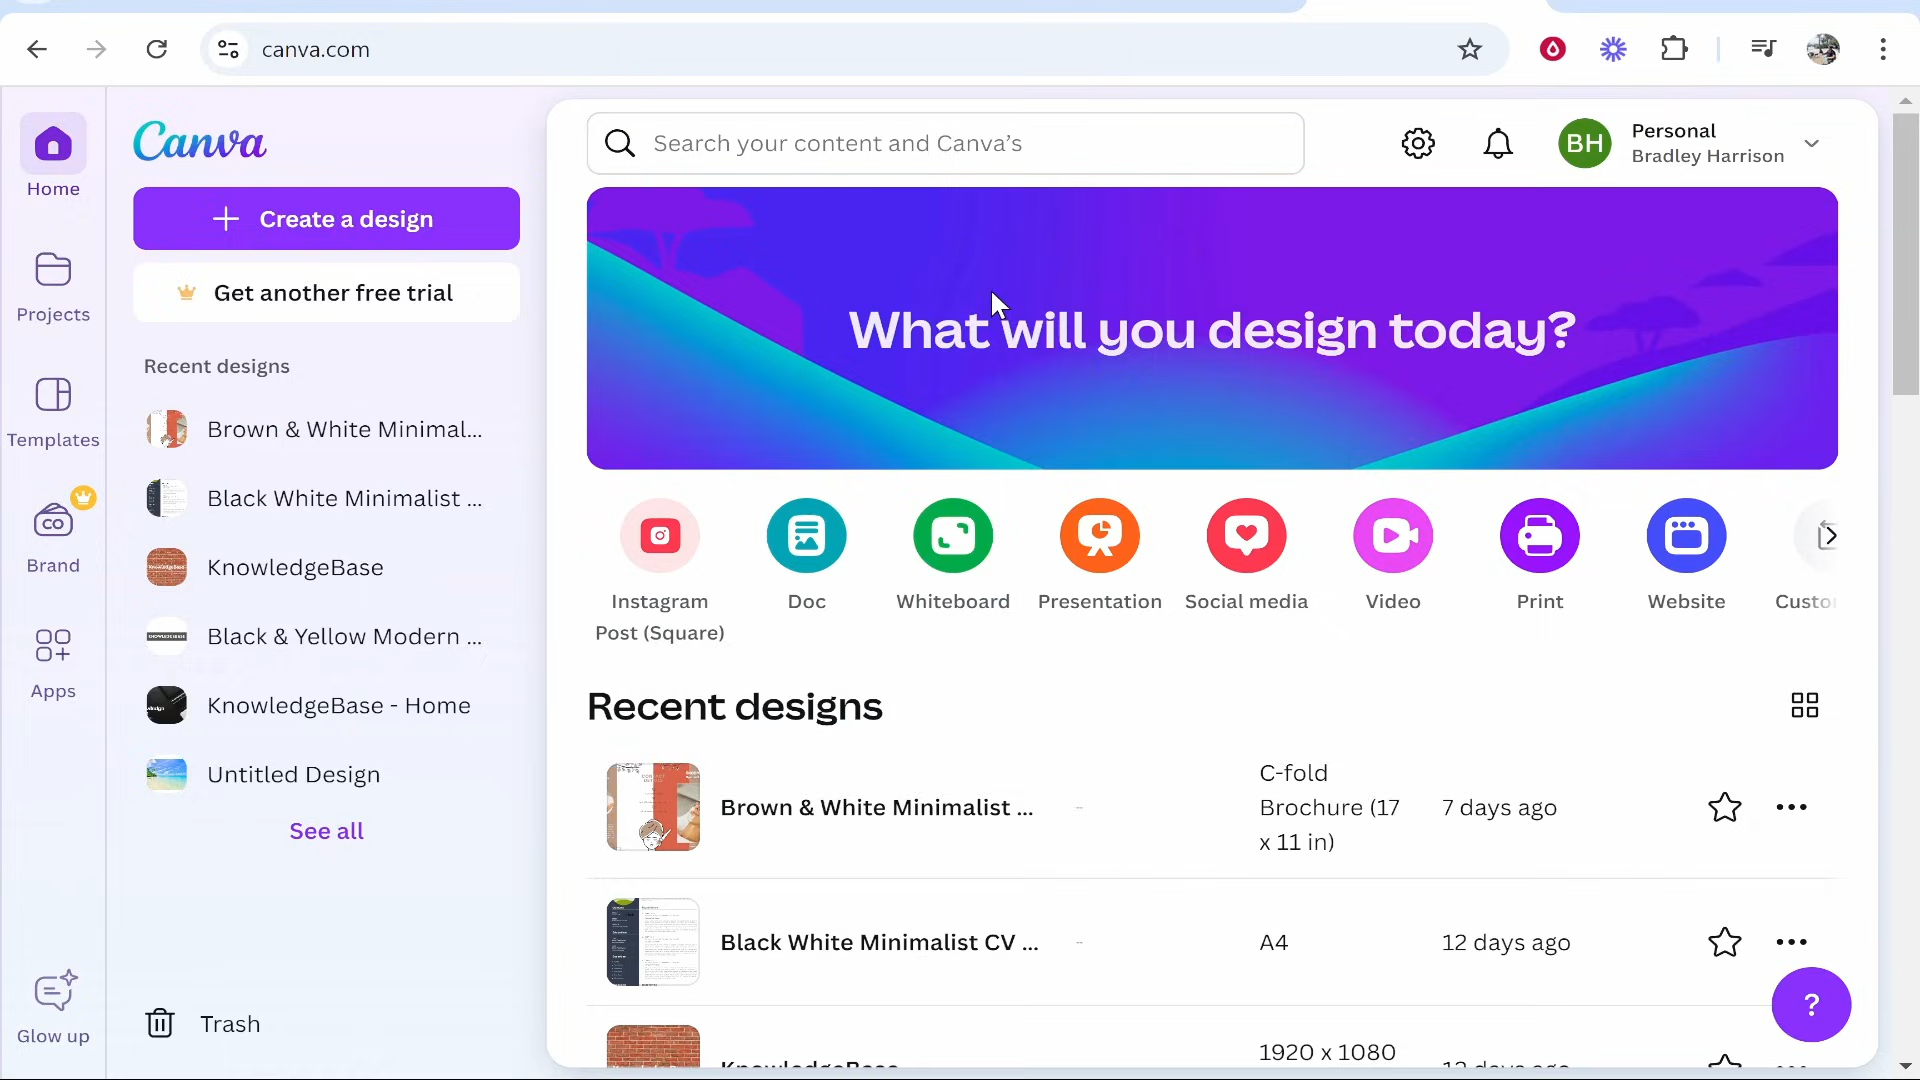 canva.com
Home
Projects
Templates
Brand
Apps
Glow up
Canva
Create a design
Get another free trial
Recent designs
Brown & White Minimal...
Black White Minimalist ...
KnowledgeBase
Black & Yellow Modern ...
KnowledgeBase - Home
Untitled Design
See all
Trash
Search your content and Canva's
BH
Personal
Bradley Harrison
What will you design today?
Instagram
Post (Square)
Doc
Whiteboard
Presentation
Social media
Video
Print
Website
Custo
Recent designs
Brown & White Minimalist ...
C-fold
Brochure (17
x 11 in)
7 days ago
Black White Minimalist CV ...
A4
12 days ago
KnowledgeBase
1920 x 1080
?